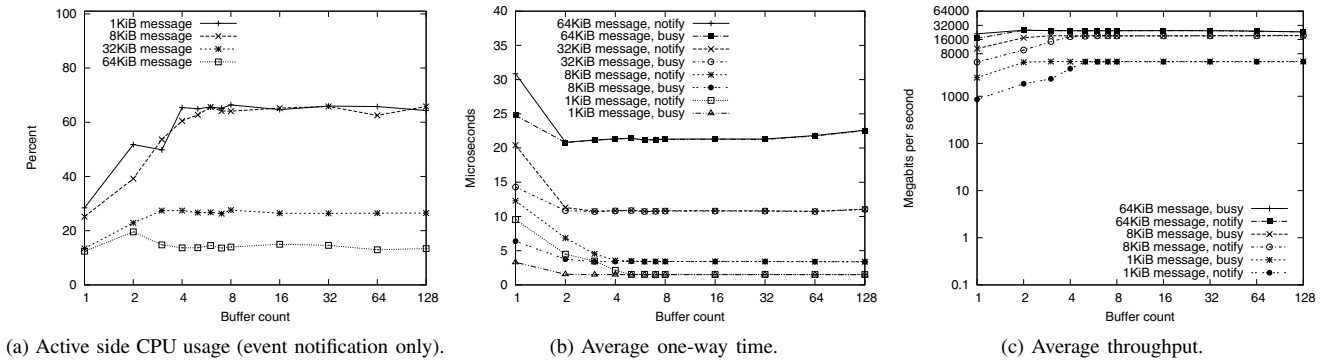 100
80
60
40
20
0
Percent
1KiB message
8KiB message
32KiB message
64KiB message
1 2 4 8 16 32 64 128
Buffer count
(a) Active side CPU usage (event notification only).
40
35
30
25
20
15
10
5
0
Microseconds
64KiB message, notify
64KiB message, busy
32KiB message, notify
32KiB message, busy
8KiB message, notify
8KiB message, busy
1KiB message, notify
1KiB message, busy
1 2 4 8 16 32 64 128
Buffer count
(b) Average one-way time.
64000
32000
16000
8000
1000
100
10
1
0.1
Megabits per second
64KiB message, busy
64KiB message, notify
8KiB message, busy
8KiB message, notify
1KiB message, busy
1KiB message, notify
1 2 4 8 16 32 64 128
Buffer count
(c) Average throughput.